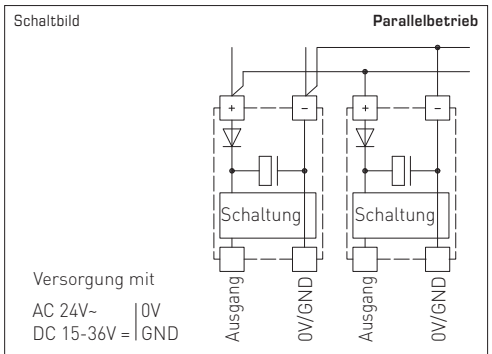 Schaltbild
Parallelbetrieb
+ − + −
Schaltung Schaltung
Versorgung mit
AC 24V~ | 0V
DC 15-36V = | GND
Ausgang
0V/GND
Ausgang
0V/GND